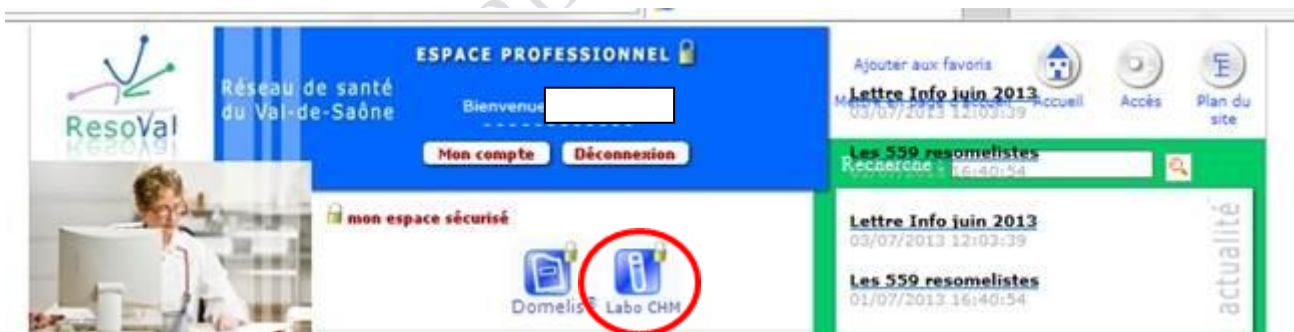 ResoVal
Réseau de santé
du Val-de-Saône
ESPACE PROFESSIONNEL
Bienvenue
Mon compte
Déconnexion
mon espace sécurisé
Domelis
Labo CHM
Ajouter aux favoris
Accueil
Accès
Plan du
site
Lettre Info juin 2013
03/07/2013 12:03:39
Les 559 resomelistes
16:40:54
Recherche :
Lettre Info juin 2013
03/07/2013 12:03:39
Les 559 resomelistes
01/07/2013 16:40:54
actualité